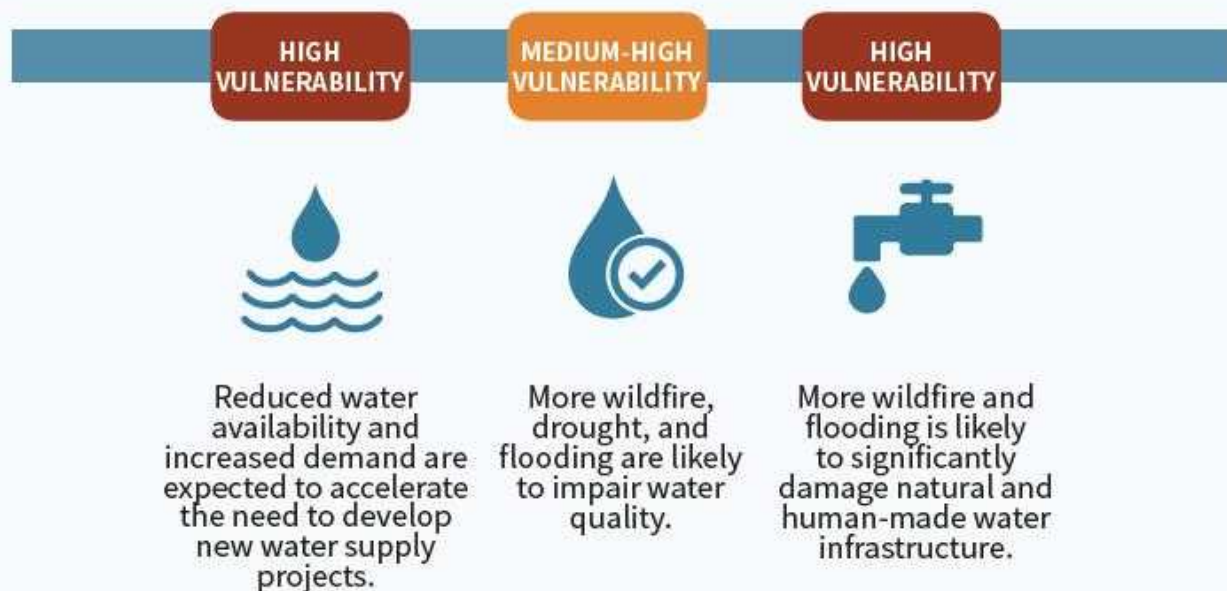 HIGH
VULNERABILITY
MEDIUM-HIGH
VULNERABILITY
HIGH
VULNERABILITY
Reduced water
availability and
increased demand are
expected to accelerate
the need to develop
new water supply
projects.
More wildfire,
drought, and
flooding are likely
to impair water
quality.
More wildfire and
flooding is likely
to significantly
damage natural and
human-made water
infrastructure.